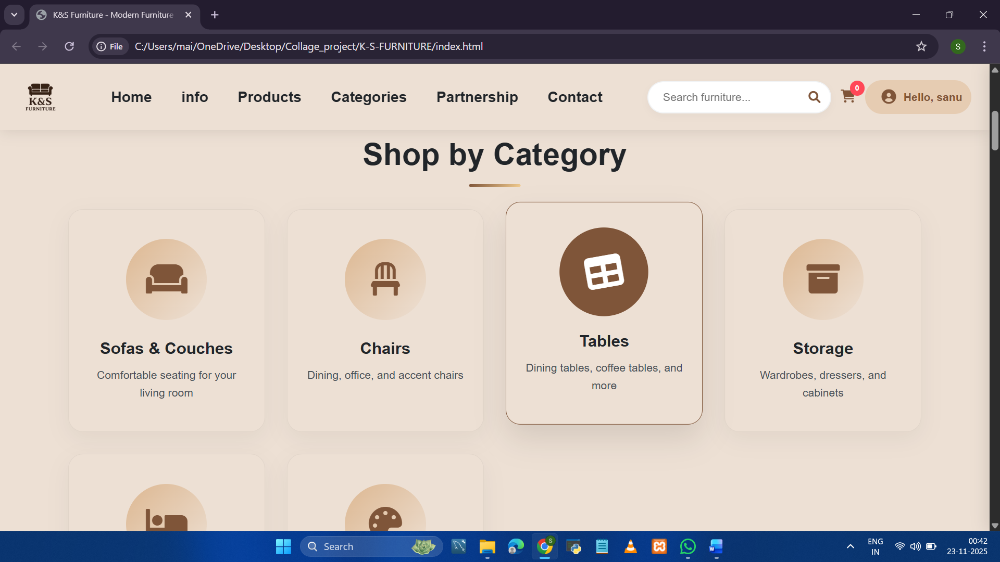 K&S Furniture - Modern Furniture
File
C:/Users/mai/OneDrive/Desktop/Collage_project/K-S-FURNITURE/index.html
S
K&S
FURNITURE
Home
info
Products
Categories
Partnership
Contact
Search furniture...
0
Hello, sanu
Shop by Category
Sofas & Couches
Comfortable seating for your
living room
Chairs
Dining, office, and accent chairs
Tables
Dining tables, coffee tables, and
more
Storage
Wardrobes, dressers, and
cabinets
Search
S
W
ENG
IN
00:42
23-11-2025